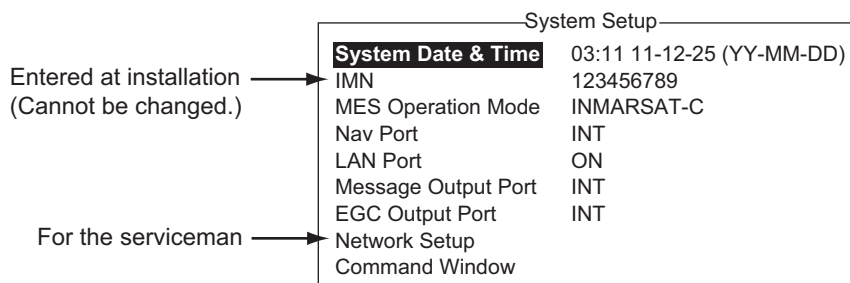 System Setup
System Date & Time 03:11 11-12-25 (YY-MM-DD)
Entered at installation
(Cannot be changed.)
IMN 123456789
MES Operation Mode INMARSAT-C
Nav Port INT
LAN Port ON
Message Output Port INT
EGC Output Port INT
For the serviceman
Network Setup
Command Window